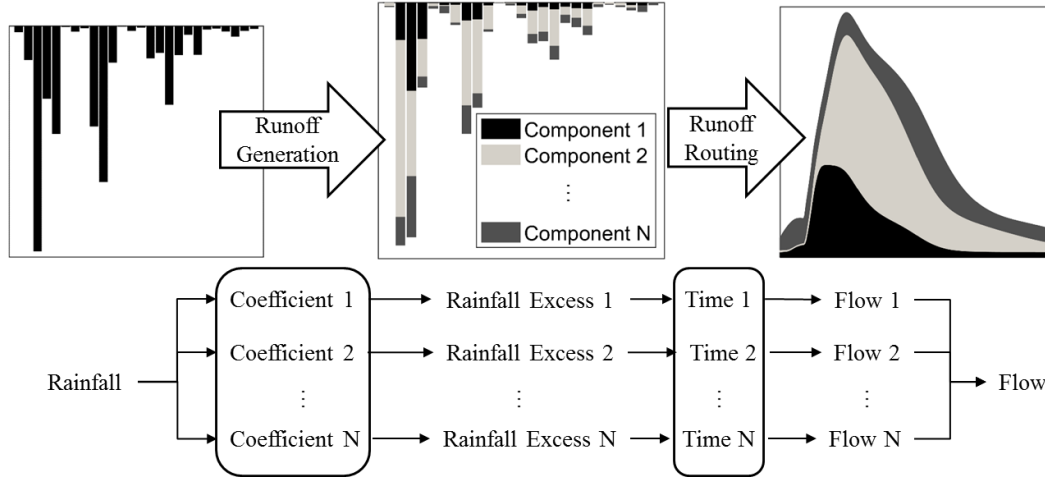 Runoff
Generation
Component 1
Component 2
⋮
Component N
Runoff
Routing
Rainfall
Coefficient 1
Coefficient 2
⋮
Coefficient N
Rainfall Excess 1
Rainfall Excess 2
⋮
Rainfall Excess N
Time 1
Time 2
⋮
Time N
Flow 1
Flow 2
⋮
Flow N
Flow